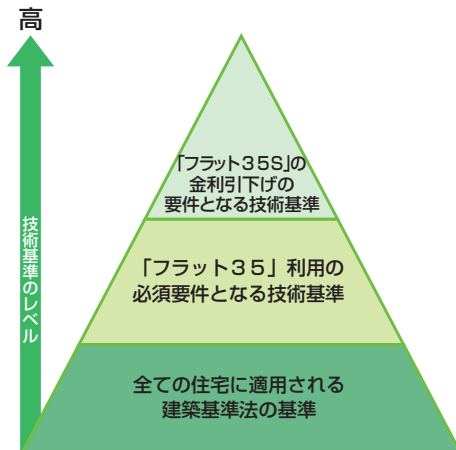 高
技術基準のレベル
「フラット35S」の
金利引下げの
要件となる技術基準
「フラット35」利用の
必須要件となる技術基準
全ての住宅に適用される
建築基準法の基準